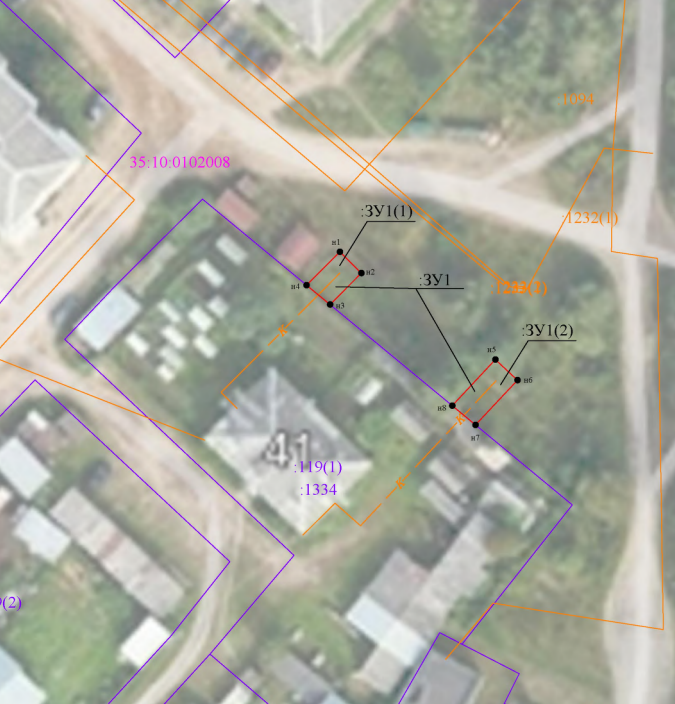 35:10:0102008
:ЗУ1(1)
:1232(1)
н1
н2
:ЗУ1
н4
н3
:ЗУ1(2)
н5
н6
н8
н7
41
:119(1)
:1334
(2)